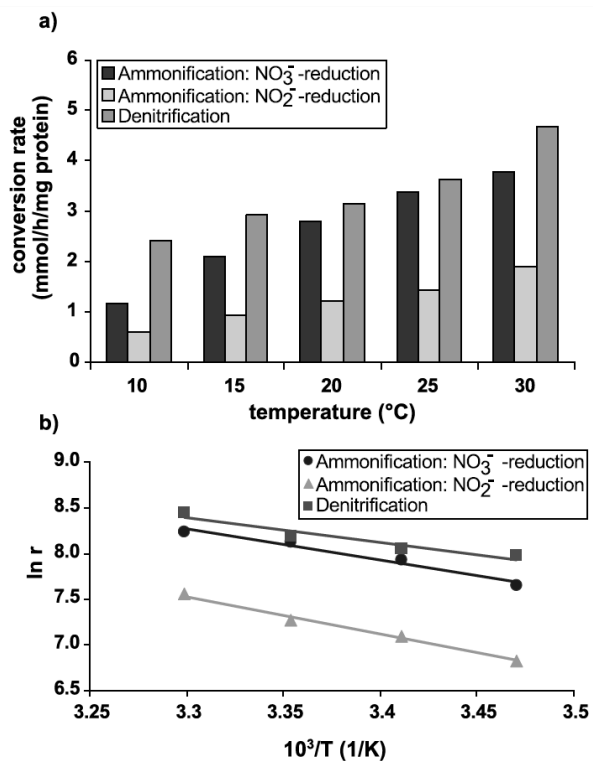 a)
conversion rate
(mmol/h/mg protein)
6
5
4
3
2
1
0
Ammonification: NO₃⁻-reduction
Ammonification: NO₂⁻-reduction
Denitrification
10 15 20 25 30
temperature (°C)
b)
ln r
9.0
8.5
8.0
7.5
7.0
6.5
Ammonification: NO₃⁻ -reduction
Ammonification: NO₂⁻ -reduction
Denitrification
3.25 3.3 3.35 3.4 3.45 3.5
10³/T (1/K)